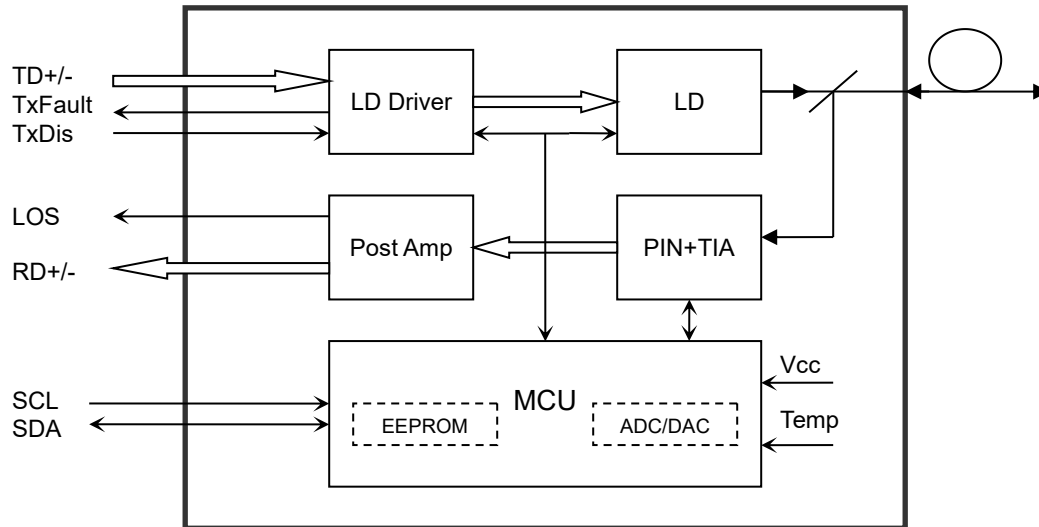 TD+/-
TxFault
TxDis
LD Driver
LD
LOS
RD+/-
Post Amp
PIN+TIA
SCL
SDA
MCU
EEPROM
ADC/DAC
Vcc
Temp